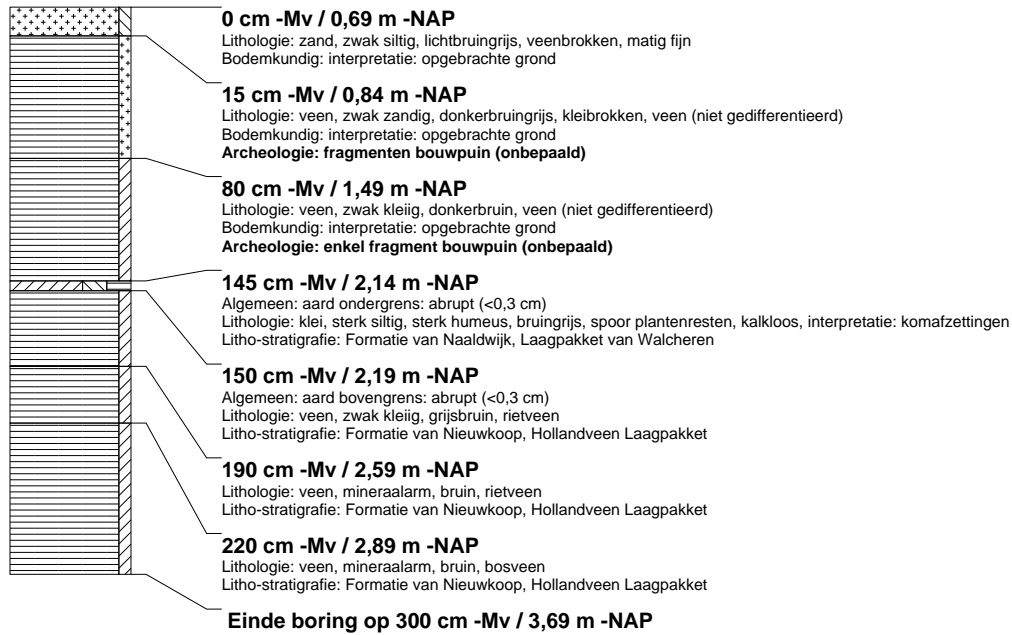 0 cm -Mv / 0,69 m -NAP
Lithologie: zand, zwak siltig, lichtbruingrijs, veenbrokken, matig fijn
Bodemkundig: interpretatie: opgebrachte grond
15 cm -Mv / 0,84 m -NAP
Lithologie: veen, zwak zandig, donkerbruingrijs, kleibrokken, veen (niet gedifferentieerd)
Bodemkundig: interpretatie: opgebrachte grond
Archeologie: fragmenten bouwpuin (onbepaald)
80 cm -Mv / 1,49 m -NAP
Lithologie: veen, zwak kleiig, donkerbruin, veen (niet gedifferentieerd)
Bodemkundig: interpretatie: opgebrachte grond
Archeologie: enkel fragment bouwpuin (onbepaald)
145 cm -Mv / 2,14 m -NAP
Algemeen: aard ondergrens: abrupt (<0,3 cm)
Lithologie: klei, sterk siltig, sterk humeus, bruingrijs, spoor plantenresten, kalkloos, interpretatie: komafzettingen
Litho-stratigrafie: Formatie van Naaldwijk, Laagpakket van Walcheren
150 cm -Mv / 2,19 m -NAP
Algemeen: aard bovengrens: abrupt (<0,3 cm)
Lithologie: veen, zwak kleiig, grijsbruin, rietveen
Litho-stratigrafie: Formatie van Nieuwkoop, Hollandveen Laagpakket
190 cm -Mv / 2,59 m -NAP
Lithologie: veen, mineraalarm, bruin, rietveen
Litho-stratigrafie: Formatie van Nieuwkoop, Hollandveen Laagpakket
220 cm -Mv / 2,89 m -NAP
Lithologie: veen, mineraalarm, bruin, bosveen
Litho-stratigrafie: Formatie van Nieuwkoop, Hollandveen Laagpakket
Einde boring op 300 cm -Mv / 3,69 m -NAP